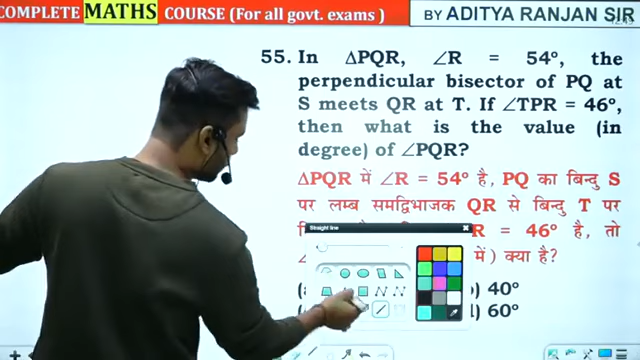 COMPLETE MATHS COURSE (For all govt. exams)
BY ADITYA RANJAN SIR
55. In ΔPQR, ∠R = 54°, the
perpendicular bisector of PQ at
S meets QR at T. If ∠TPR = 46°,
then what is the value (in
degree) of ∠PQR?
ΔPQR में ∠R = 54° है, PQ का बिन्दु S
पर लम्ब समद्विभाजक QR से बिन्दु T पर
R = 46° है, तो
Straight line
में) क्या है?
40°
60°